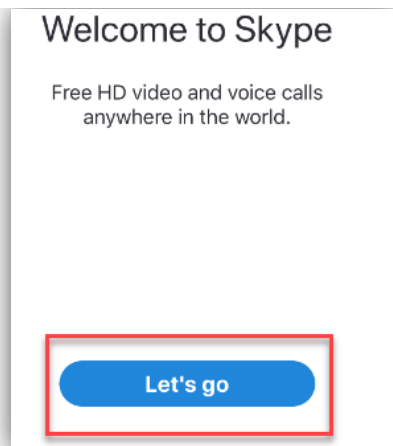 Welcome to Skype
Free HD video and voice calls
anywhere in the world.
Let's go